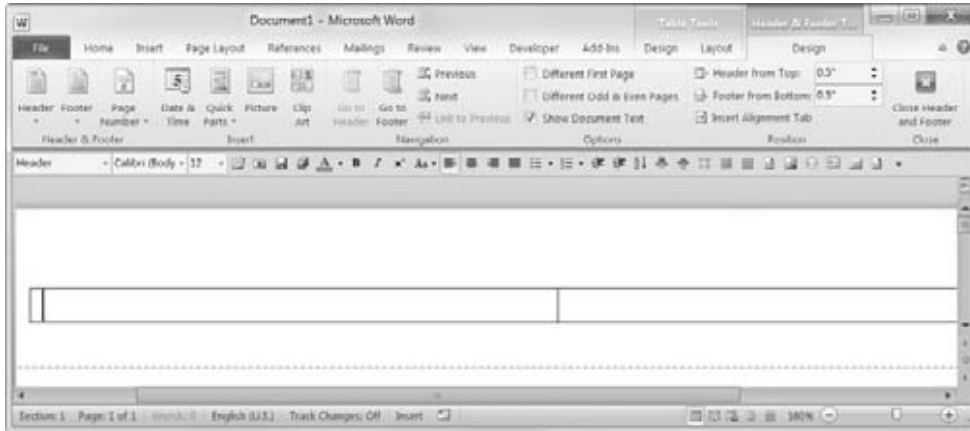 W Document1 - Microsoft Word Table Tools Header & Footer T...
File Home Insert Page Layout References Mailings Review View Developer Add-Ins Design Layout Design
Header Footer Page Number Date & Time Quick Parts Picture Clip Art Go to Header Go to Footer
Previous
Next
Link to Previous
Different First Page
Different Odd & Even Pages
Show Document Text
Header from Top: 0.5"
Footer from Bottom: 0.5"
Insert Alignment Tab
Close Header and Footer
Header & Footer Insert Navigation Options Position Close
Header Calibri (Body 12
Section: 1 Page: 1 of 1 Words: 0 English (U.S.) Track Changes: Off Insert 160%